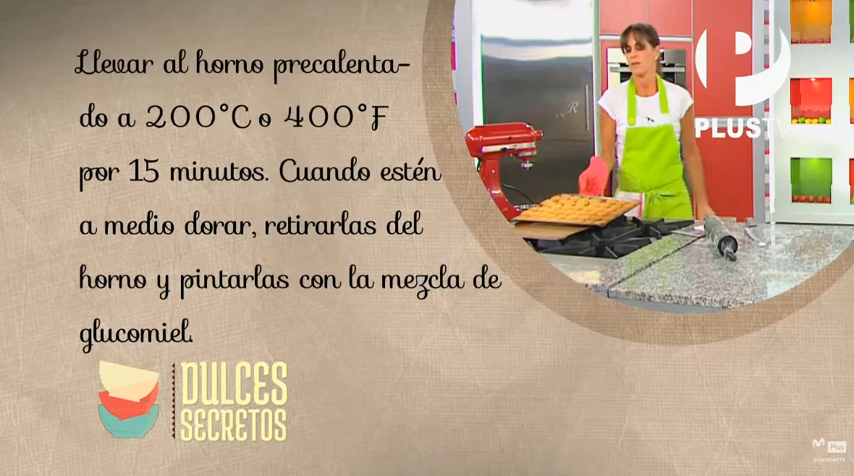 Llevar al horno precalenta-
do a 200°C o 400°F
por 15 minutos. Cuando estén
a medio dorar, retirarlas del
horno y pintarlas con la mezcla de
glucomiel.
DULCES
SECRETOS
P
PLUSTV
M Plus